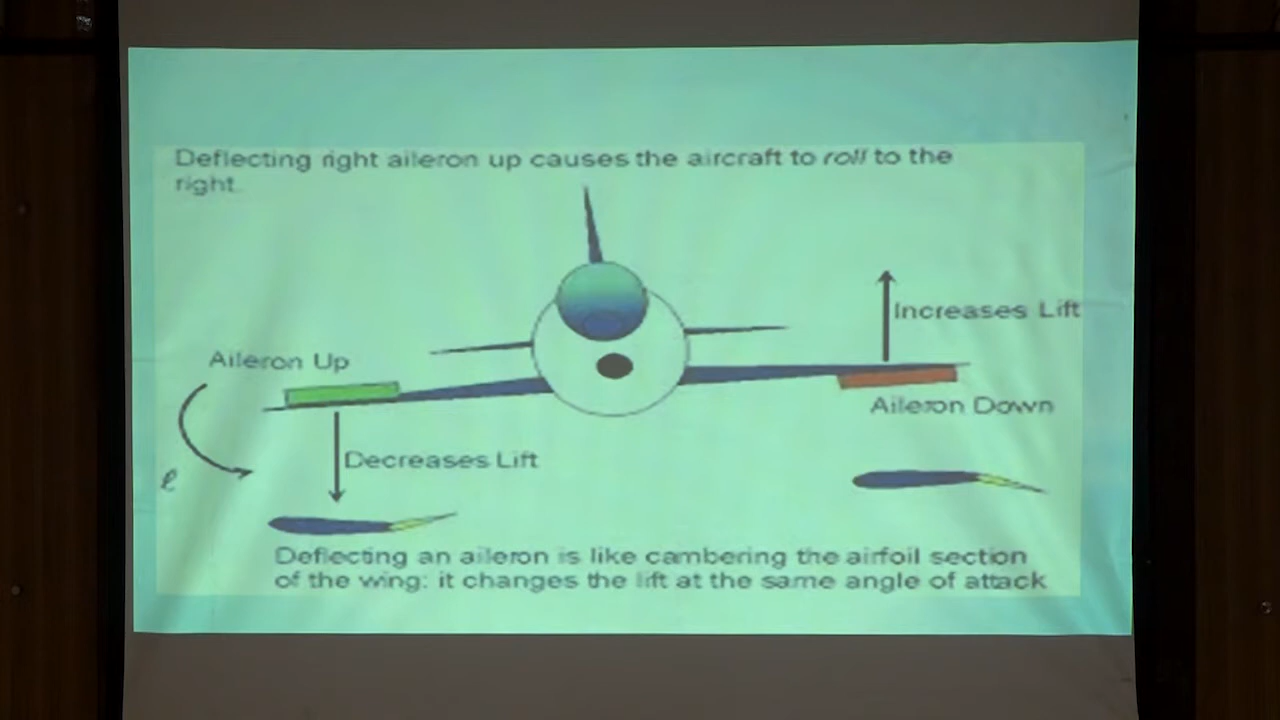 Deflecting right aileron up causes the aircraft to roll to the
right.
Increases Lift
Aileron Up
Aileron Down
Decreases Lift
ℓ
Deflecting an aileron is like cambering the airfoil section
of the wing: it changes the lift at the same angle of attack